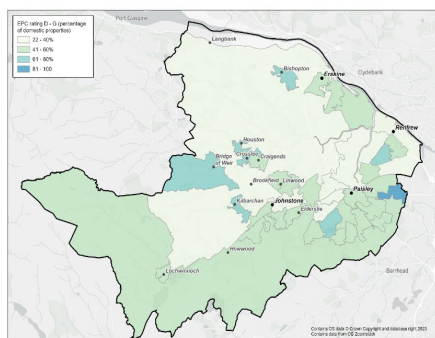 EPC rating D - G (percentage
of domestic properties)
22 - 40%
41 - 60%
61 - 80%
81 - 100
Port Glasgow
Langbank
Bishopton
Erskine
Clydebank
Renfrew
Houston
Crosslee
Craigends
Bridge
of Weir
Brookfield
Linwood
Paisley
Kilbarchan
Johnstone
Elderslie
Howwood
Lochwinnoch
Barrhead
Contains OS data © Crown Copyright and database right 2023
Contains data from OS Zoomstack